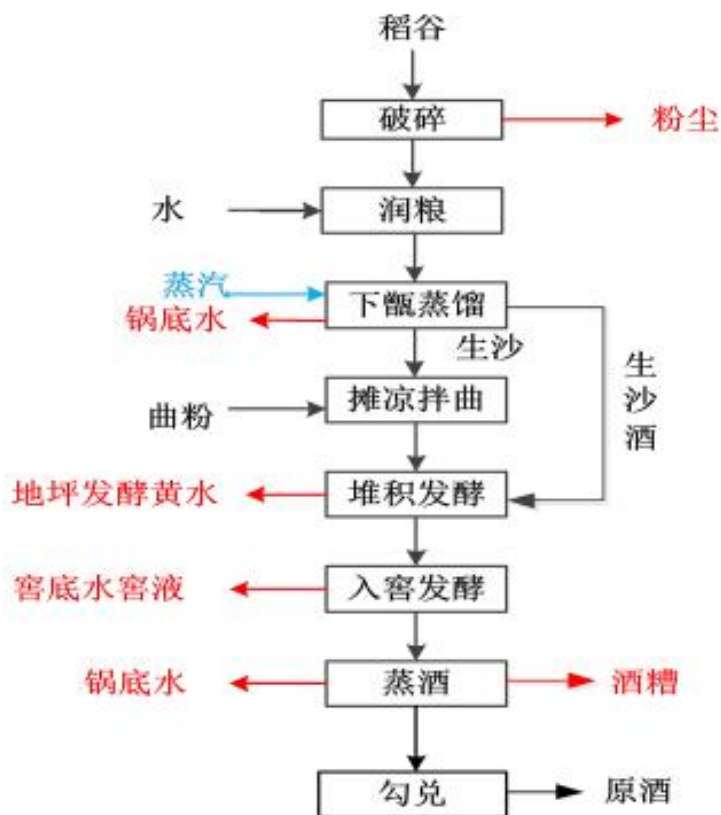 稻谷
破碎
粉尘
水
润粮
蒸汽
锅底水
下甑蒸馏
生沙
生沙酒
曲粉
摊凉拌曲
地坪发酵黄水
堆积发酵
窖底水窖液
入窖发酵
锅底水
蒸酒
酒糟
勾兑
原酒